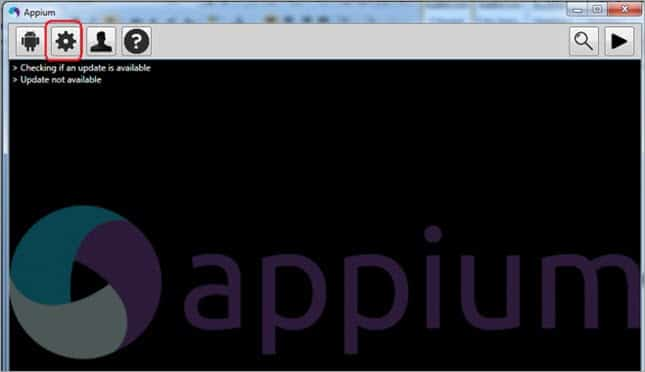 Appium
> Checking if an update is available
> Update not available
appium